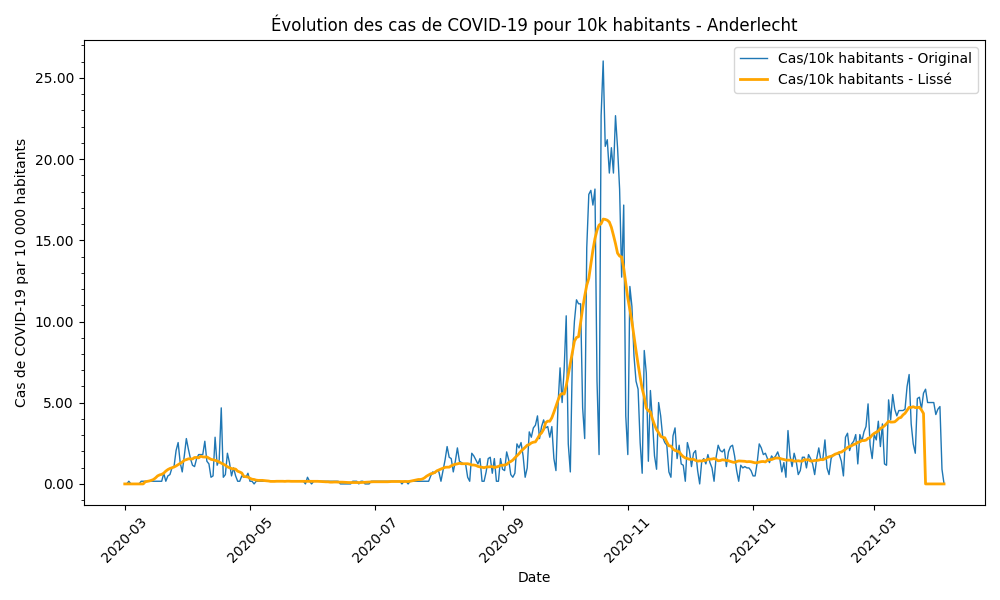 Évolution des cas de COVID-19 pour 10k habitants - Anderlecht
Cas/10k habitants - Original
Cas/10k habitants - Lissé
Cas de COVID-19 par 10 000 habitants
25.00
20.00
15.00
10.00
5.00
0.00
2020-03
2020-05
2020-07
2020-09
2020-11
2021-01
2021-03
Date